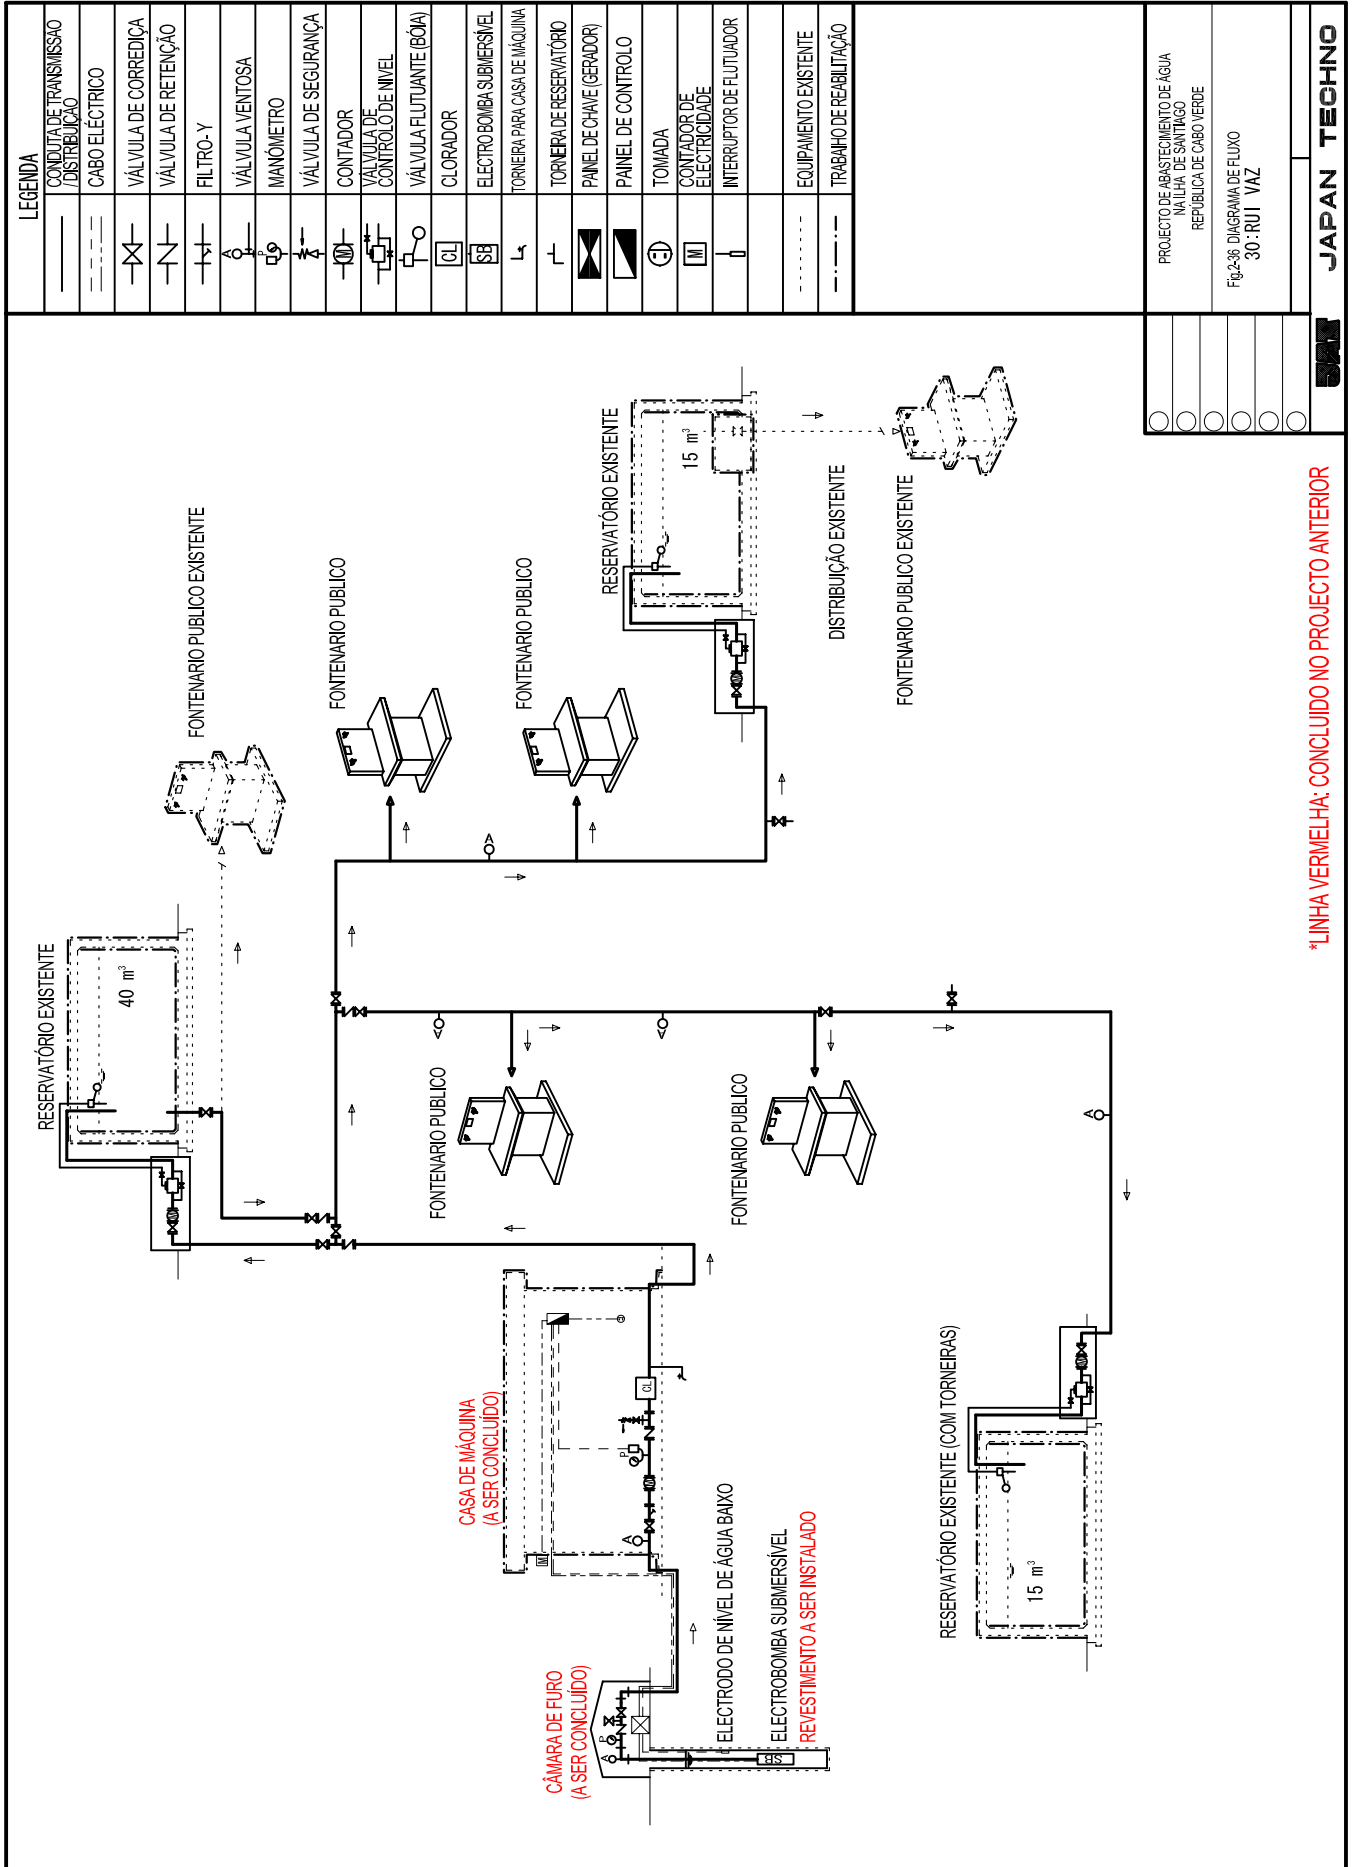 LEGENDA
CONDUTA DE TRANSMISSAO
/DISTRIBUIÇAO
CABO ELÉCTRICO
VÁLVULA DE CORREDIÇA
VÁLVULA DE RETENÇÃO
FILTRO-Y
A
VÁLVULA VENTOSA
P
MANÓMETRO
VÁLVULA DE SEGURANÇA
M
CONTADOR
VÁLVULA DE
CONTROLO DE NIVEL
VÁLVULA FLUTUANTE (BÓIA)
CL
CLORADOR
SB
ELECTRO BOMBA SUBMERSÍVEL
TORNEIRA PARA CASA DE MÁQUINA
TORNEIRA DE RESERVATÓRIO
PAINEL DE CHAVE (GERADOR)
PAINEL DE CONTROLO
TOMADA
M
CONTADOR DE
ELECTRICIDADE
INTERRUPTOR DE FLUTUADOR
EQUIPAMENTO EXISTENTE
TRABAlHO DE REABILITAÇÃO
PROJECTO DE ABASTECIMENTO DE ÁGUA
NA ILHA DE SANTIAGO
REPÚBLICA DE CABO VERDE
Fig.2-36 DIAGRAMA DE FLUXO
30:RUI VAZ
JAPAN TECHNO
RESERVATÓRIO EXISTENTE
40 m³
FONTENARIO PUBLICO EXISTENTE
FONTENARIO PUBLICO
FONTENARIO PUBLICO
A
RESERVATÓRIO EXISTENTE
15 m³
DISTRIBUIÇÃO EXISTENTE
FONTENARIO PUBLICO EXISTENTE
FONTENARIO PUBLICO
FONTENARIO PUBLICO
A
A
A
CASA DE MÁQUINA
(A SER CONCLUÍDO)
M
A
P
CL
CÂMARA DE FURO
(A SER CONCLUÍDO)
A
P
SB
ELECTRODO DE NÍVEL DE ÁGUA BAIXO
ELECTROBOMBA SUBMERSÍVEL
REVESTIMENTO A SER INSTALADO
RESERVATÓRIO EXISTENTE (COM TORNEIRAS)
15 m³
*LINHA VERMELHA: CONCLUIDO NO PROJECTO ANTERIOR